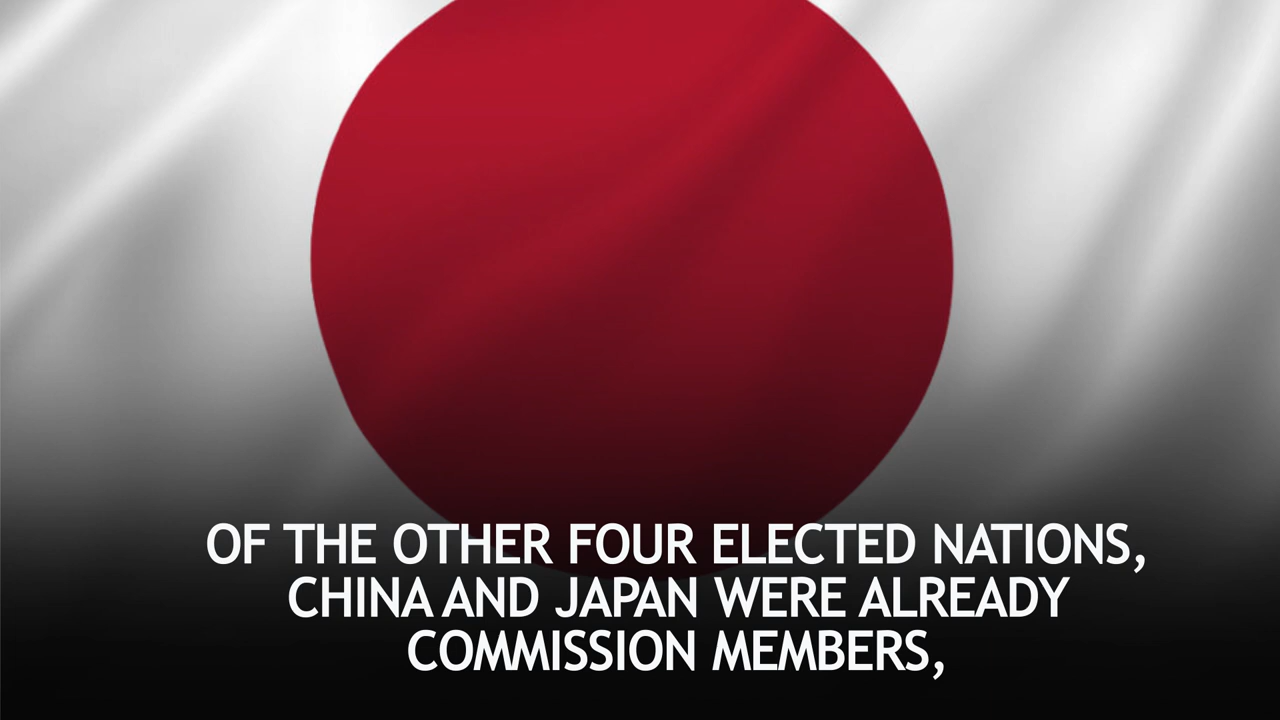 OF THE OTHER FOUR ELECTED NATIONS,
CHINA AND JAPAN WERE ALREADY
COMMISSION MEMBERS,